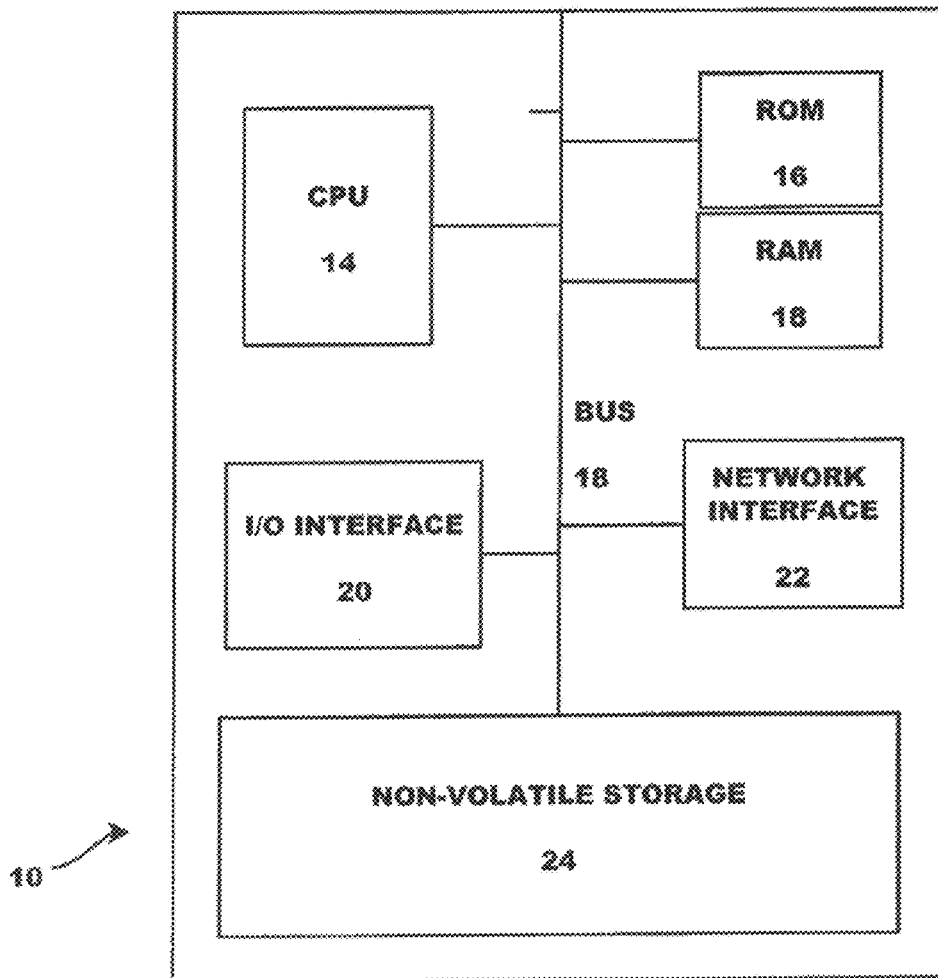 CPU
14
ROM
16
RAM
18
BUS
18
I/O INTERFACE
20
NETWORK
INTERFACE
22
NON-VOLATILE STORAGE
24
10